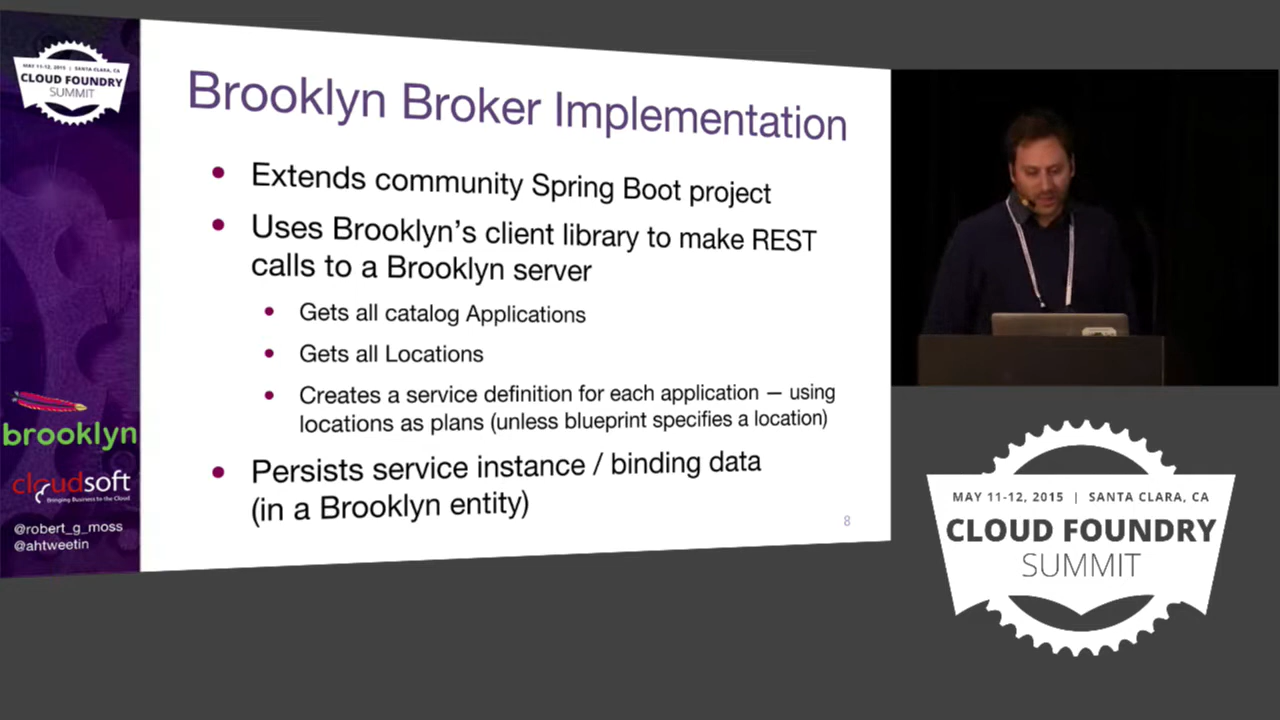 MAY 11-12, 2015 | SANTA CLARA, CA
CLOUD FOUNDRY
SUMMIT
Brooklyn Broker Implementation
• Extends community Spring Boot project
• Uses Brooklyn's client library to make REST
calls to a Brooklyn server
• Gets all catalog Applications
• Gets all Locations
• Creates a service definition for each application — using
locations as plans (unless blueprint specifies a location)
• Persists service instance / binding data
(in a Brooklyn entity)
8
brooklyn
cloudsoft
Bringing Business to the Cloud
@robert_g_moss
@ahtweetin
MAY 11-12, 2015 | SANTA CLARA, CA
CLOUD FOUNDRY
SUMMIT